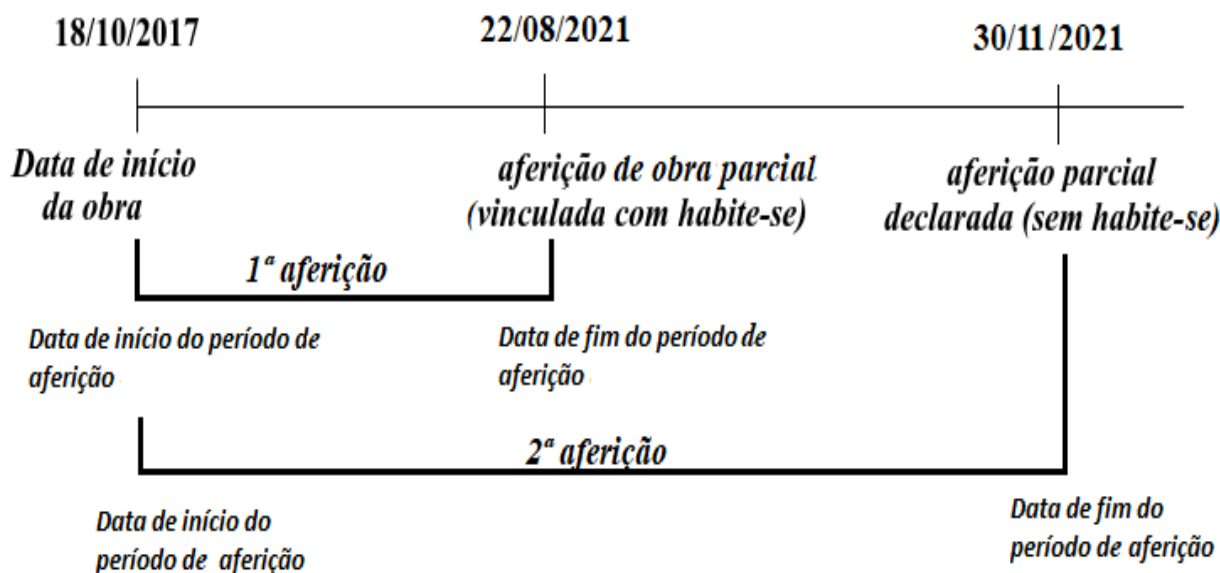 18/10/2017
22/08/2021
30/11/2021
Data de início
da obra
aferição de obra parcial
(vinculada com habite-se)
aferição parcial
declarada (sem habite-se)
1ª aferição
Data de início do período de
aferição
Data de fim do período de
aferição
2ª aferição
Data de início do
período de aferição
Data de fim do
período de aferição